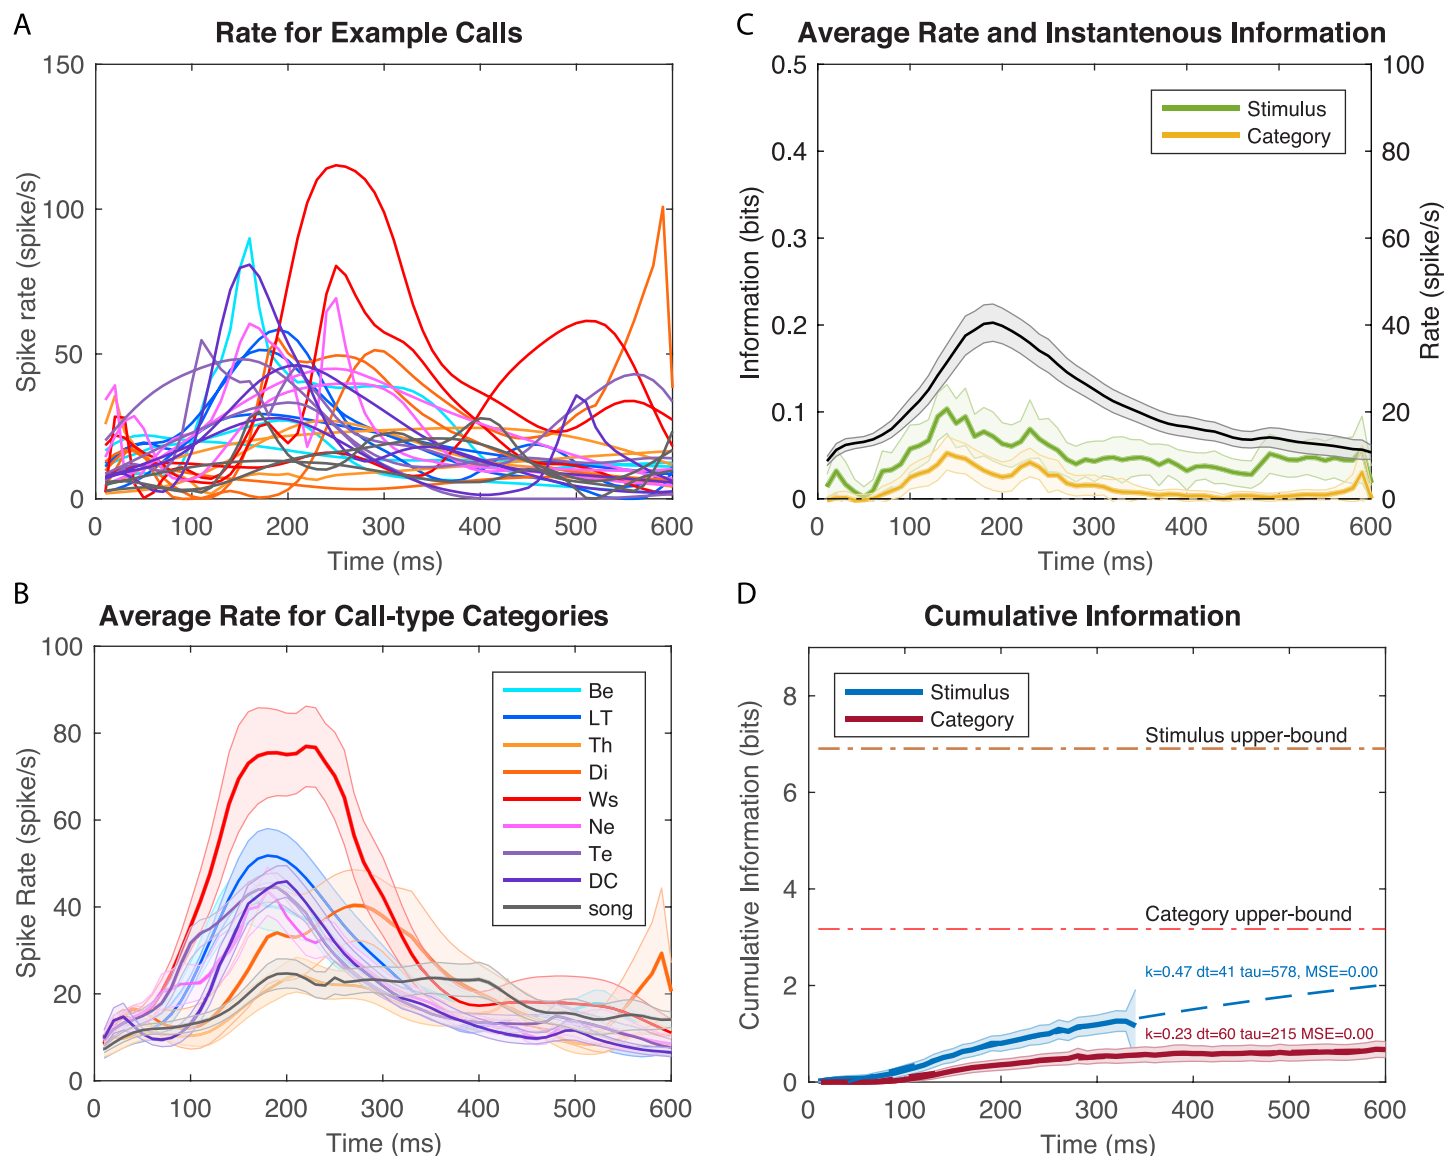 A
Rate for Example Calls
150
100
50
0
Spike rate (spike/s)
0 100 200 300 400 500 600
Time (ms)
C
Average Rate and Instantenous Information
0.5
0.4
0.3
0.2
0.1
0
Information (bits)
Stimulus
Category
100
80
60
40
20
0
Rate (spike/s)
0 100 200 300 400 500 600
Time (ms)
B
Average Rate for Call-type Categories
100
80
60
40
20
0
Spike Rate (spike/s)
Be
LT
Th
Di
Ws
Ne
Te
DC
song
0 100 200 300 400 500 600
Time (ms)
D
Cumulative Information
8
6
4
2
0
Cumulative Information (bits)
Stimulus
Category
Stimulus upper-bound
Category upper-bound
k=0.47 dt=41 tau=578, MSE=0.00
k=0.23 dt=60 tau=215 MSE=0.00
0 100 200 300 400 500 600
Time (ms)